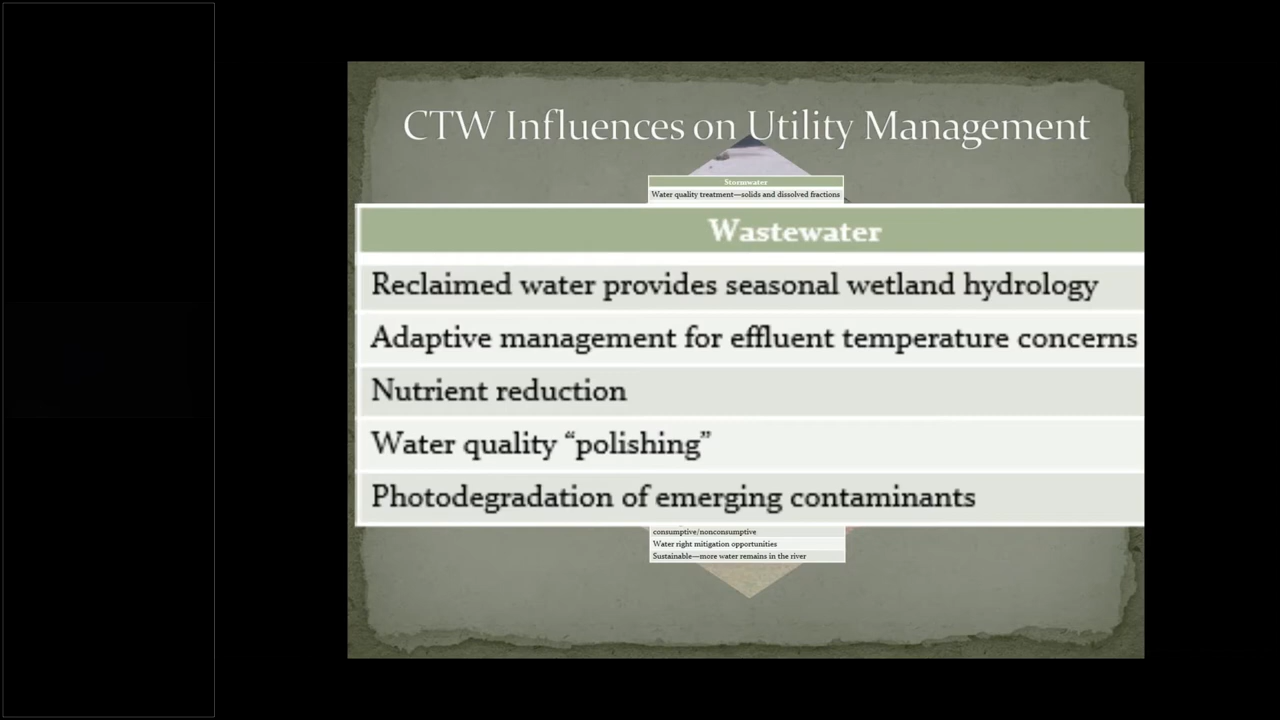 CTW Influences on Utility Management
Stormwater
Water quality treatment—solids and dissolved fractions
Wastewater
Reclaimed water provides seasonal wetland hydrology
Adaptive management for effluent temperature concerns
Nutrient reduction
Water quality “polishing”
Photodegradation of emerging contaminants
consumptive/nonconsumptive
Water right mitigation opportunities
Sustainable—more water remains in the river